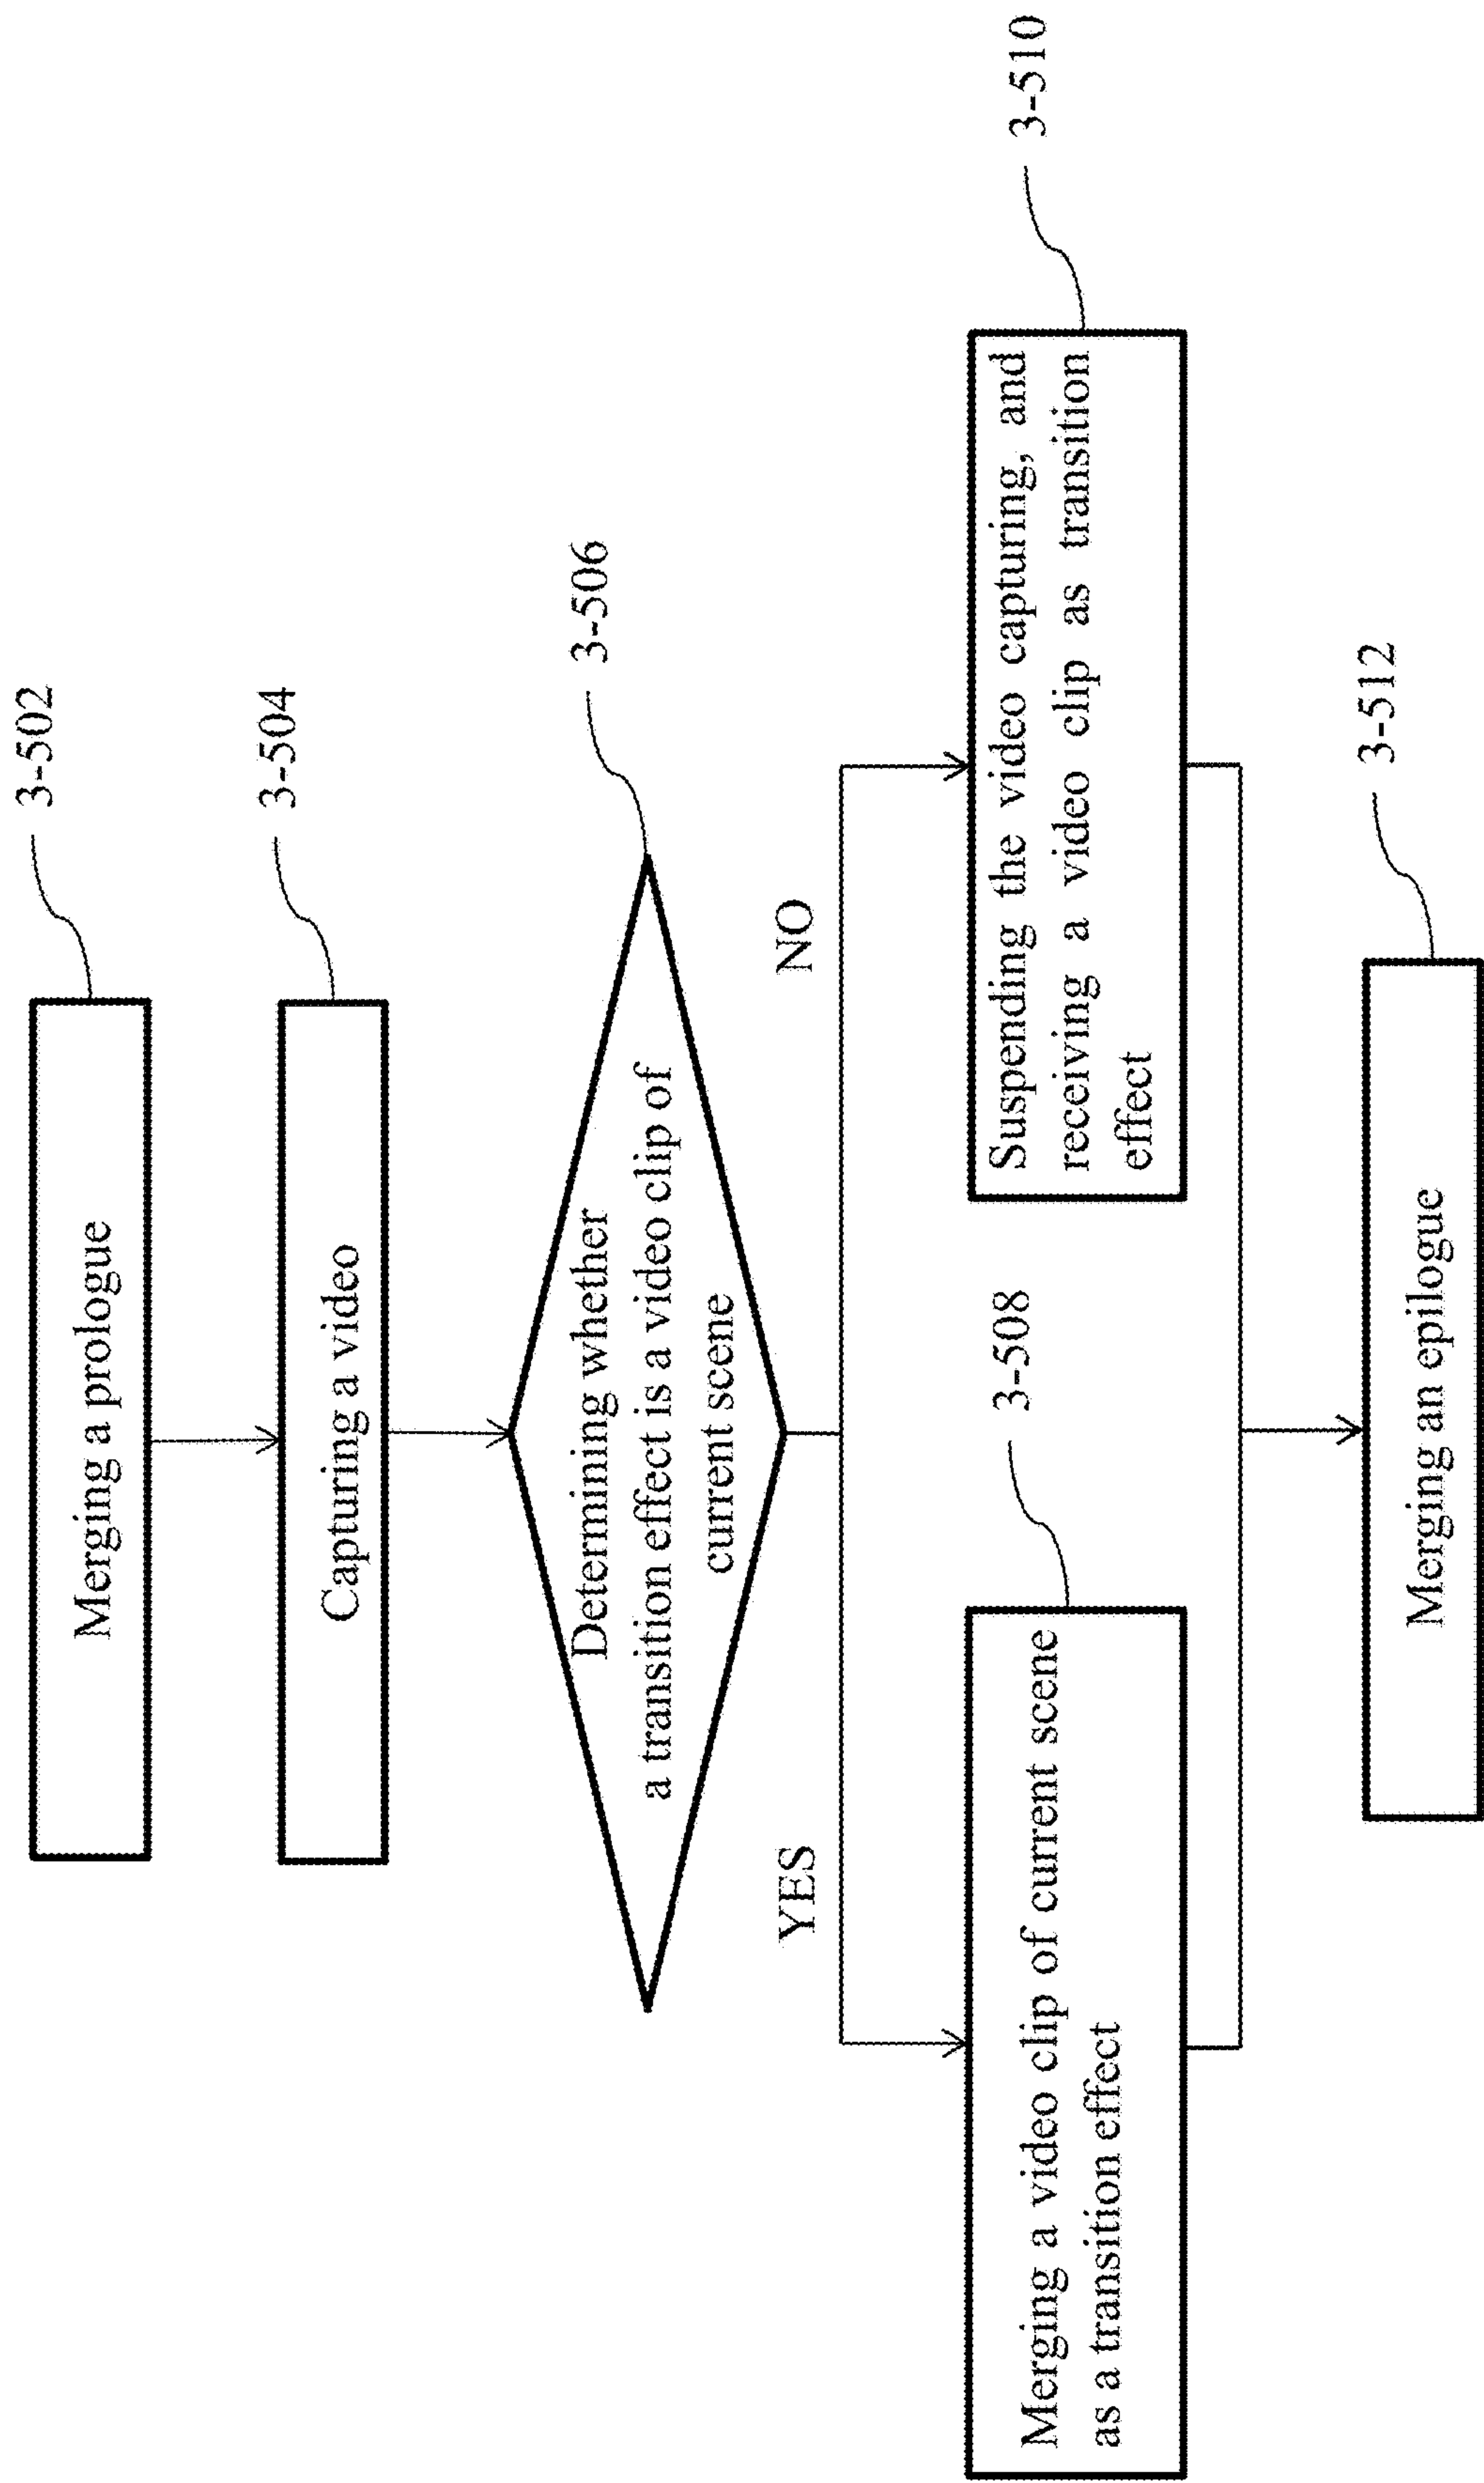 Merging a prologue
3-502
Capturing a video
3-504
Determining whether
a transition effect is a video clip of
current scene
3-506
YES
NO
Merging a video clip of current scene
as a transition effect
3-508
Suspending the video capturing, and
receiving a video clip as transition
effect
3-510
Merging an epilogue
3-512